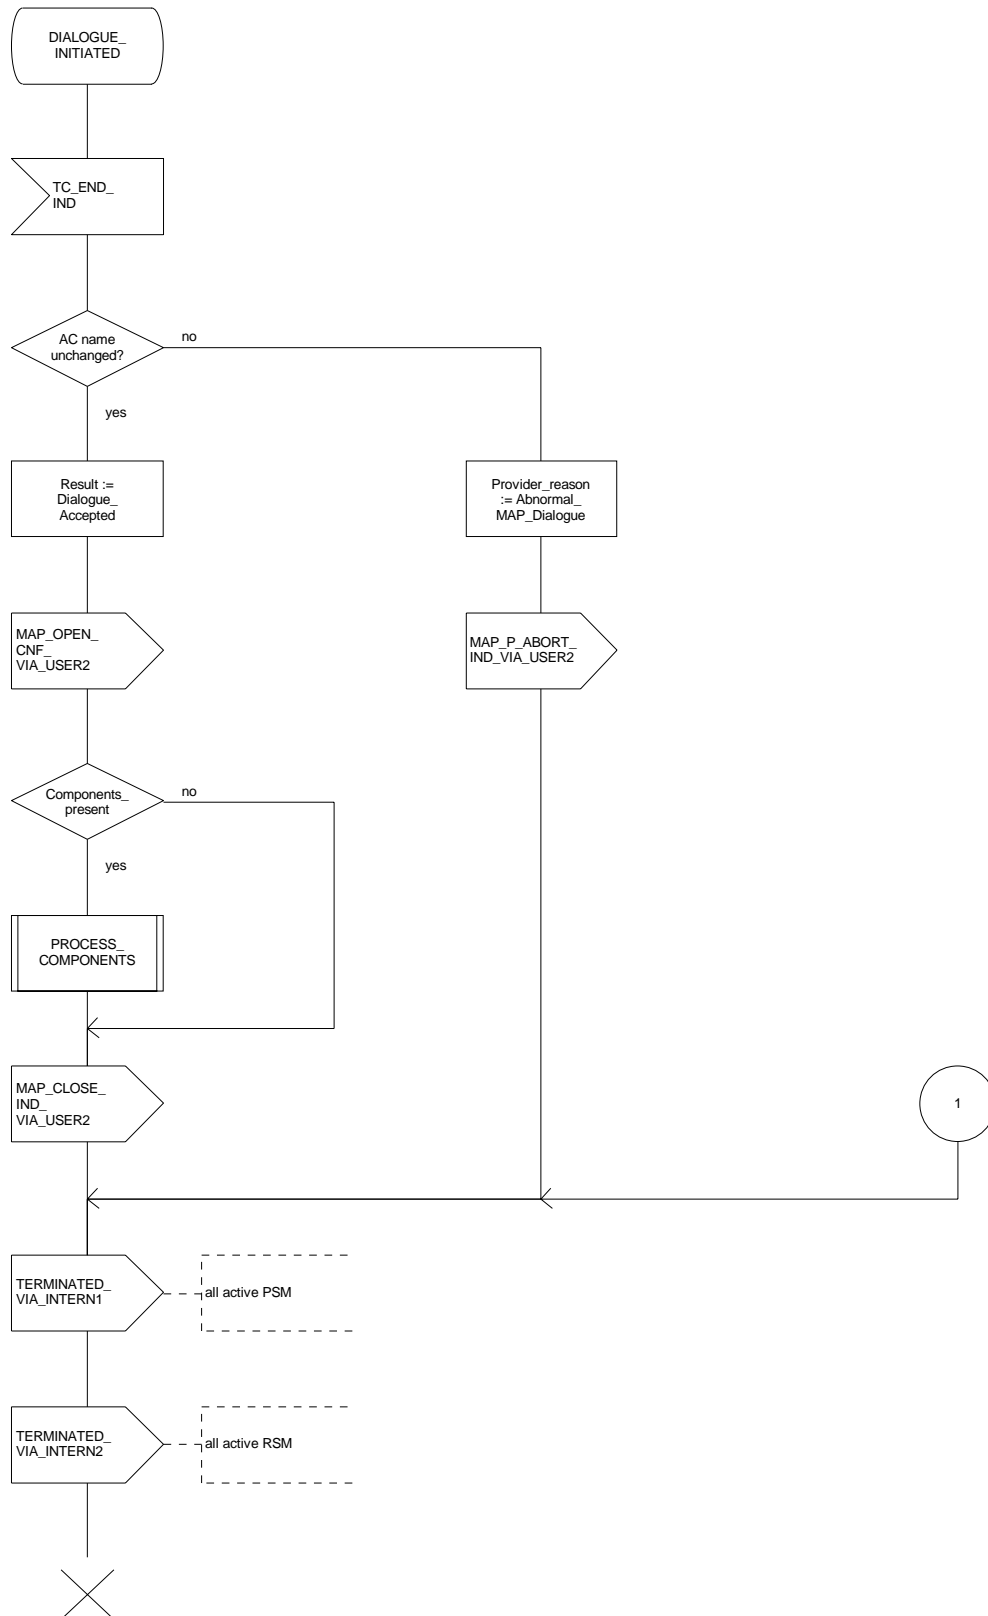 DIALOGUE_
INITIATED
TC_END_
IND
AC name
unchanged?
no
yes
Result :=
Dialogue_
Accepted
Provider_reason
:= Abnormal_
MAP_Dialogue
MAP_OPEN_
CNF_
VIA_USER2
MAP_P_ABORT_
IND_VIA_USER2
Components_
present
no
yes
PROCESS_
COMPONENTS
MAP_CLOSE_
IND_
VIA_USER2
1
TERMINATED_
VIA_INTERN1
all active PSM
TERMINATED_
VIA_INTERN2
all active RSM